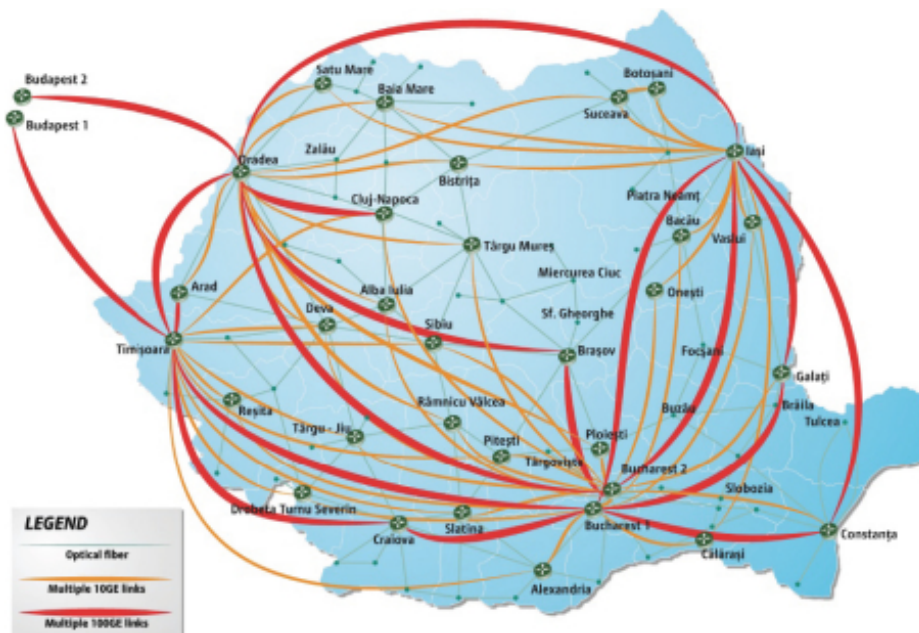 Budapest 2
Budapest 1
Satu Mare
Baia Mare
Botoșani
Suceava
Zalău
Oradea
Iași
Bistrița
Cluj-Napoca
Piatra Neamț
Bacău
Vaslui
Târgu Mureș
Miercurea Ciuc
Arad
Alba Iulia
Onești
Deva
Sibiu
Sf. Gheorghe
Timișoara
Brașov
Focșani
Galați
Reșița
Râmnicu Vâlcea
Buzău
Brăila
Tulcea
Târgu - Jiu
Pitești
Ploiești
Târgoviște
Bucharest 2
Slobozia
Drobeta Turnu Severin
Slatina
Bucharest 1
Craiova
Călărași
Constanța
Alexandria
LEGEND
Optical fiber
Multiple 10GE links
Multiple 100GE links